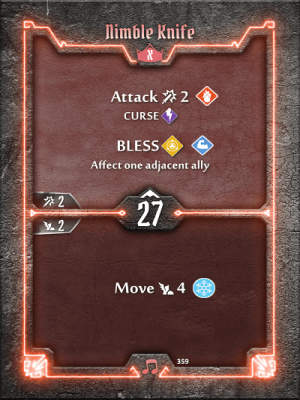 Nimble Knife
X
Attack 2
CURSE
BLESS
Affect one adjacent ally
2
27
2
Move 4
359